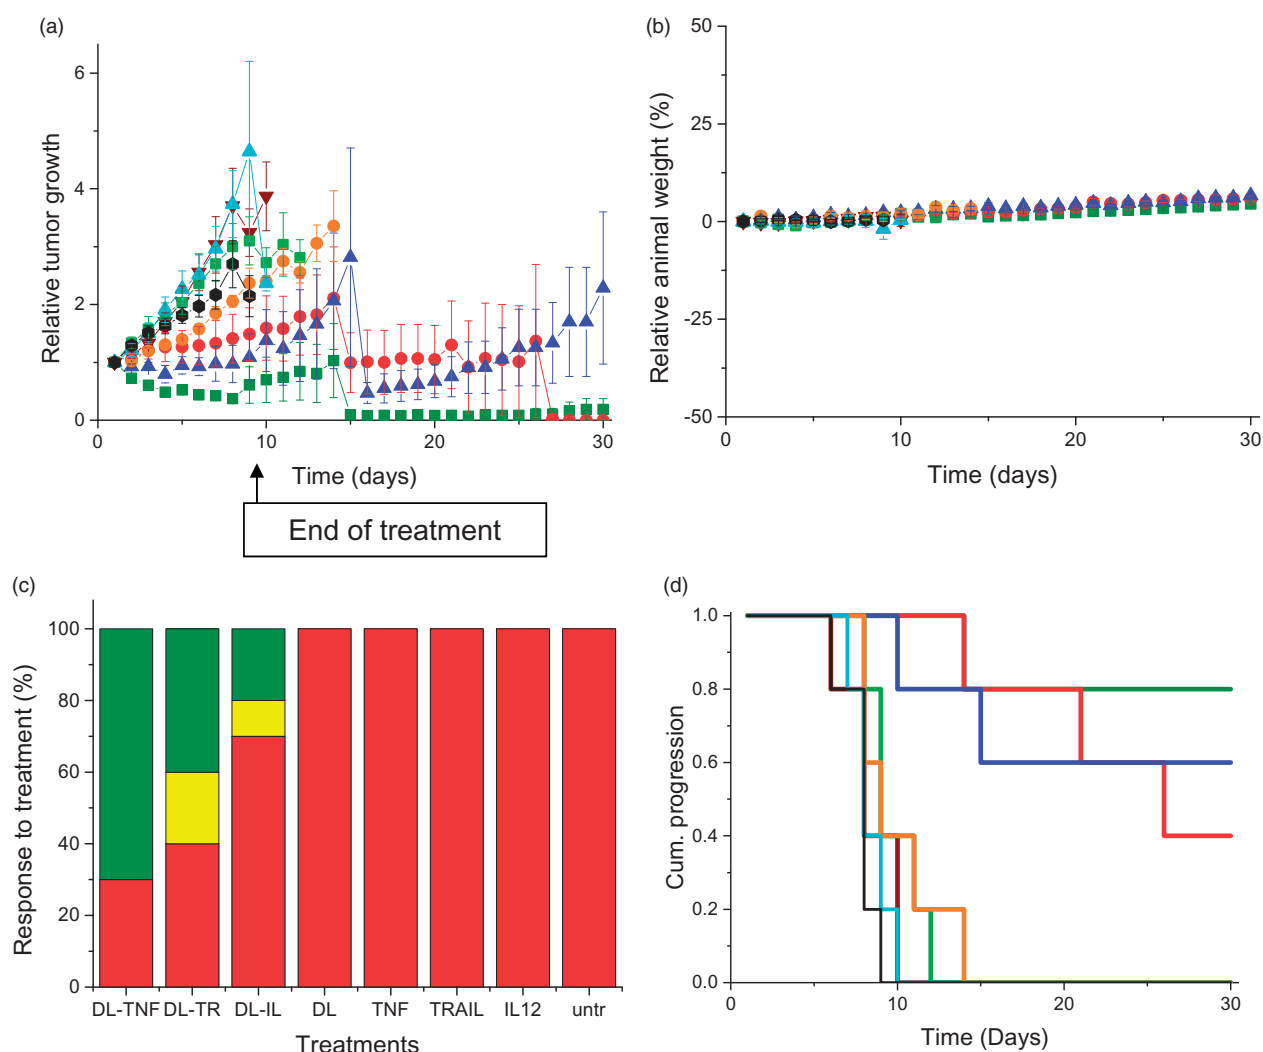 (a)
Relative tumor growth
6
4
2
0
0
10
20
30
Time (days)
End of treatment
(b)
Relative animal weight (%)
50
25
0
-25
-50
0
10
20
30
Time (days)
(c)
Response to treatment (%)
100
80
60
40
20
0
DL-TNF DL-TR DL-IL DL TNF TRAIL IL12 untr
Treatments
(d)
Cum. progression
1.0
0.8
0.6
0.4
0.2
0.0
0
10
20
30
Time (Days)